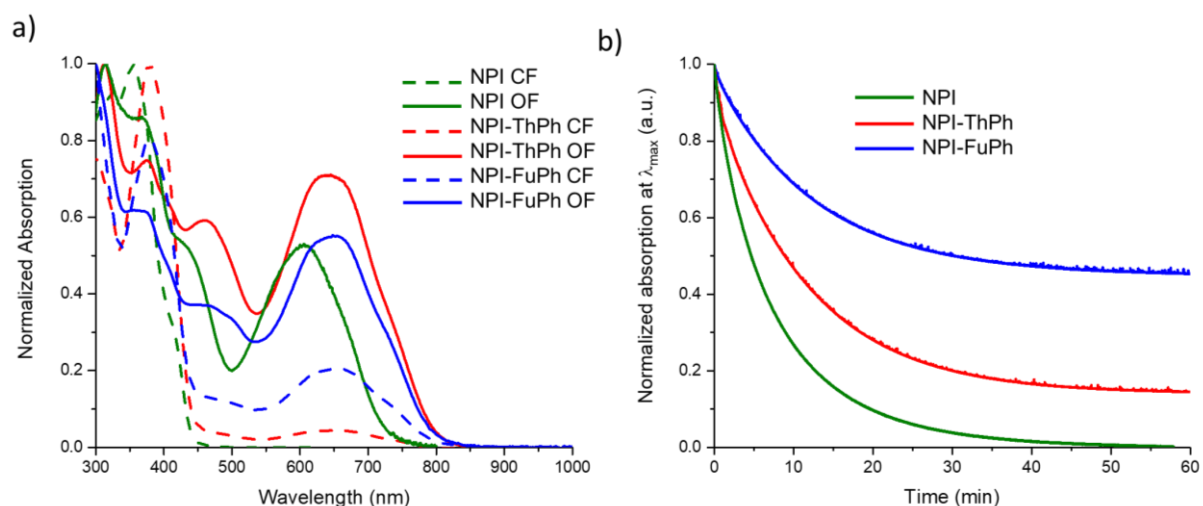 a)
Normalized Absorption
1.0
0.8
0.6
0.4
0.2
0.0
300 400 500 600 700 800 900 1000
Wavelength (nm)
NPI CF
NPI OF
NPI-ThPh CF
NPI-ThPh OF
NPI-FuPh CF
NPI-FuPh OF
b)
Normalized absorption at λmax (a.u.)
1.0
0.8
0.6
0.4
0.2
0.0
0 10 20 30 40 50 60
Time (min)
NPI
NPI-ThPh
NPI-FuPh